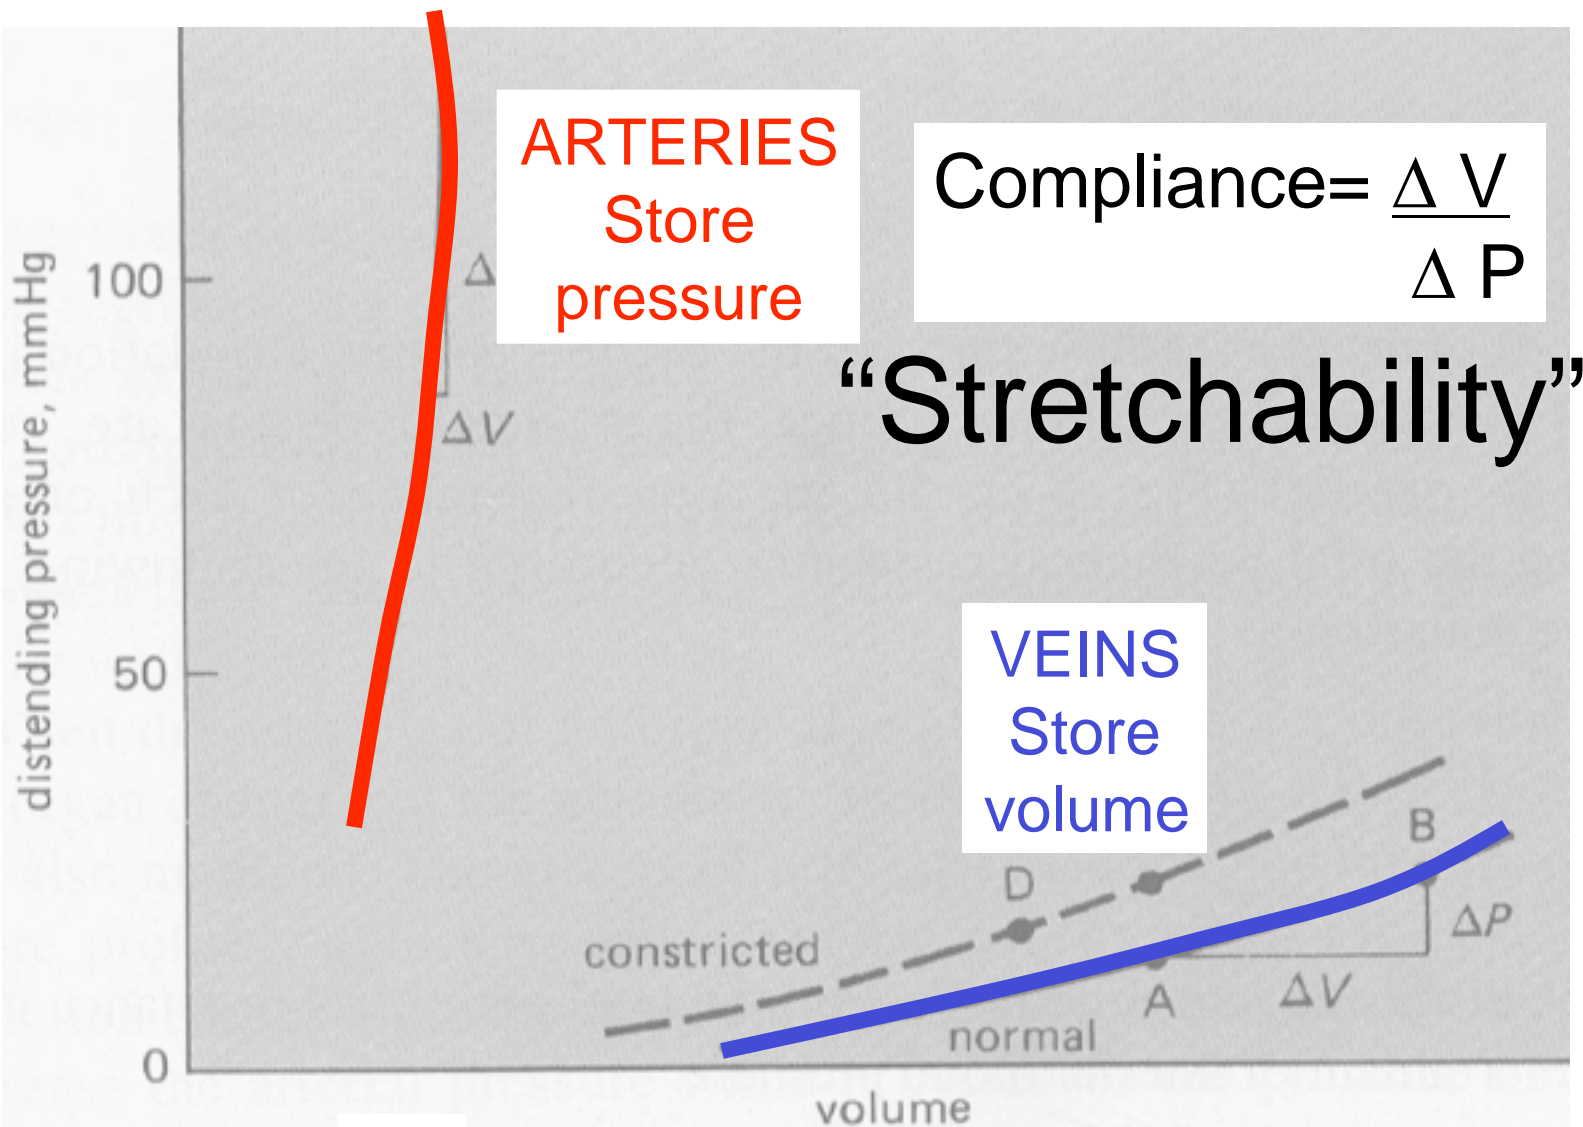 ARTERIES
Store
pressure
Compliance= Δ V
Δ P
“Stretchability”
distending pressure, mmHg
100
50
0
Δ
ΔV
VEINS
Store
volume
B
D
constricted
ΔP
ΔV
A
normal
volume